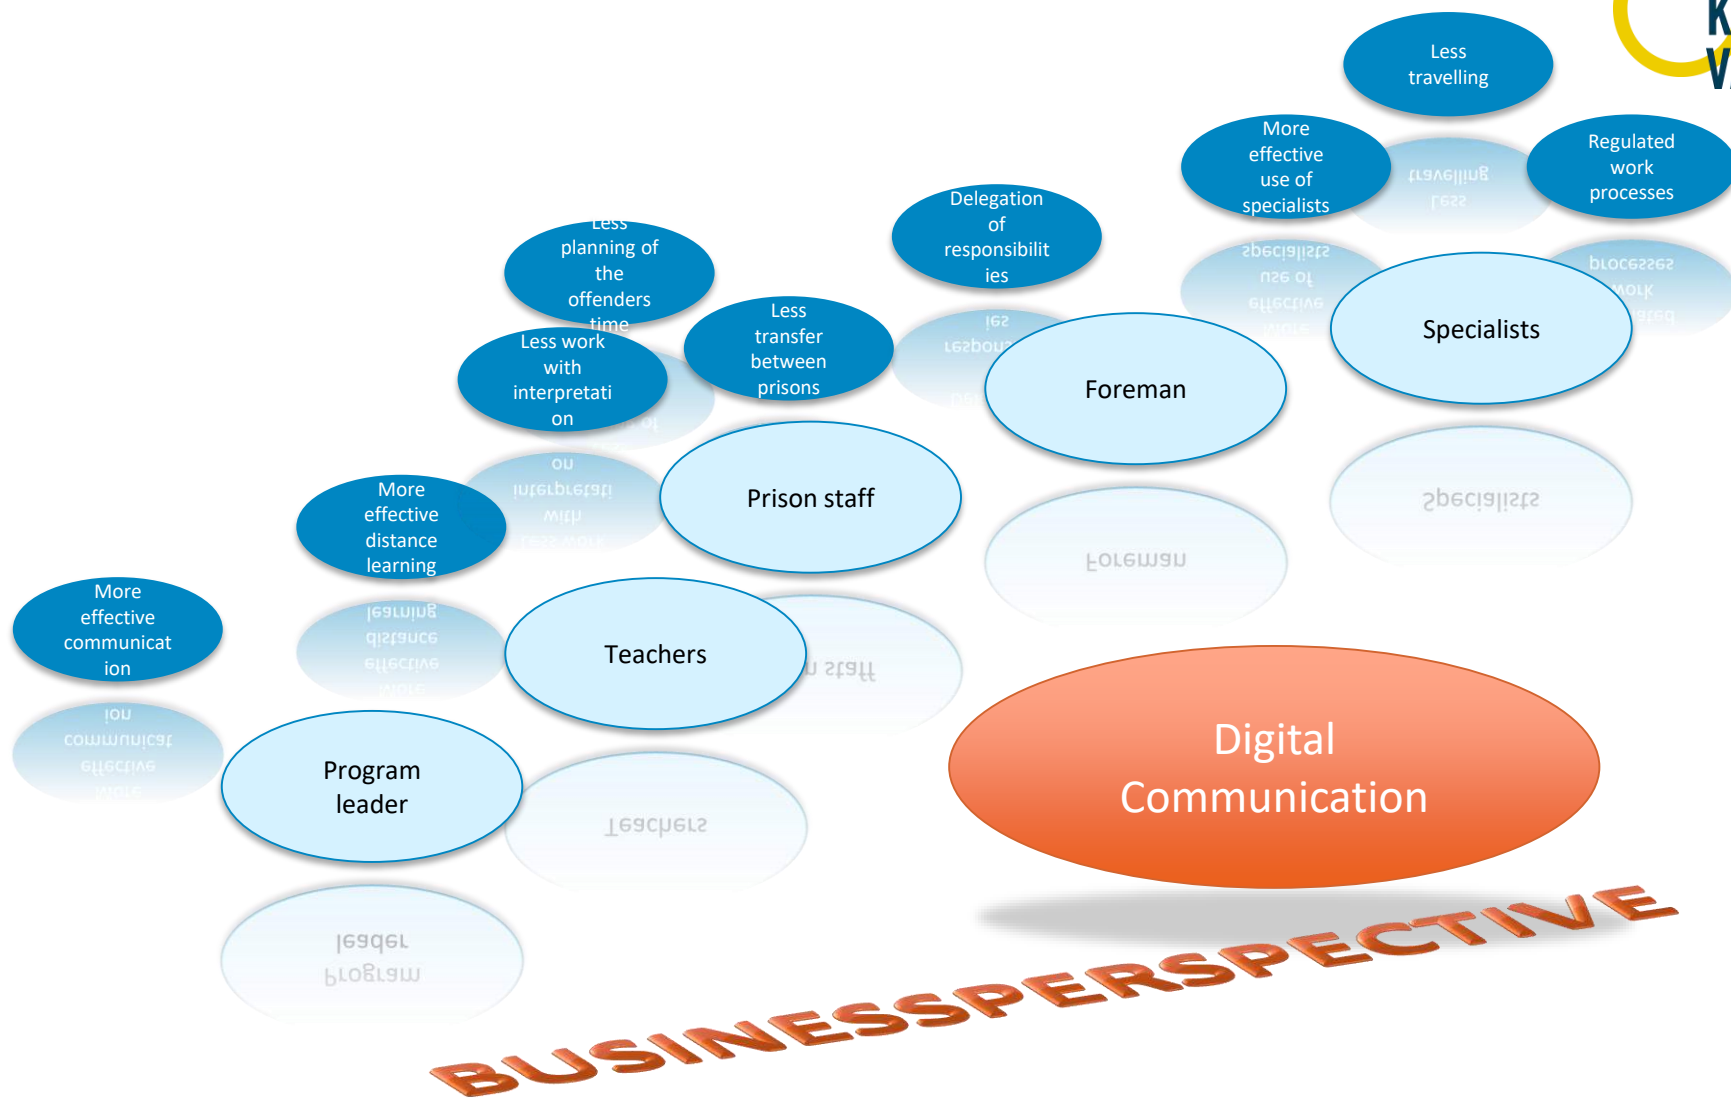 K
V
Less
travelling
More
effective
use of
specialists
Regulated
work
processes
Delegation
of
responsibilit
ies
Less
planning of
the
offenders
time
Less
transfer
between
prisons
Less work
with
interpretati
on
Specialists
Foreman
Prison staff
More
effective
distance
learning
Teachers
More
effective
communicat
ion
Program
leader
Digital
Communication
BUSINESSPERSPECTIVE